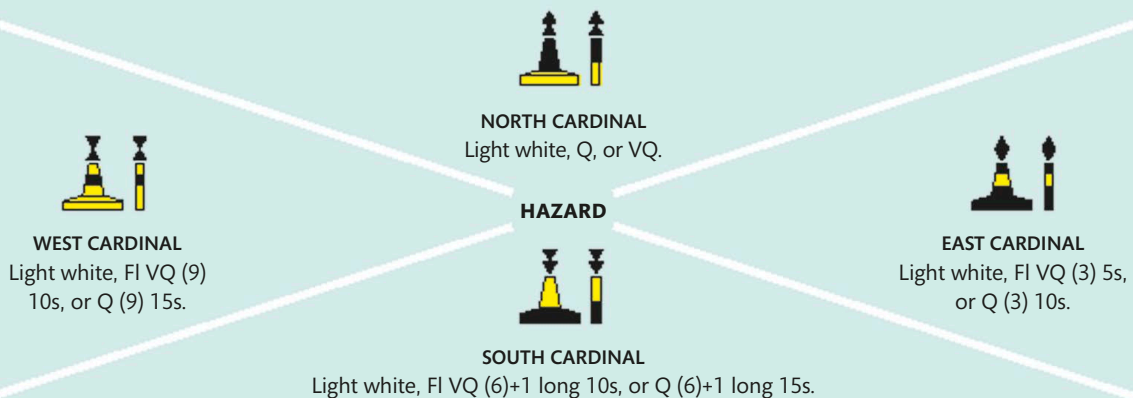 NORTH CARDINAL
Light white, Q, or VQ.
WEST CARDINAL
Light white, Fl VQ (9)
10s, or Q (9) 15s.
HAZARD
EAST CARDINAL
Light white, Fl VQ (3) 5s,
or Q (3) 10s.
SOUTH CARDINAL
Light white, Fl VQ (6)+1 long 10s, or Q (6)+1 long 15s.